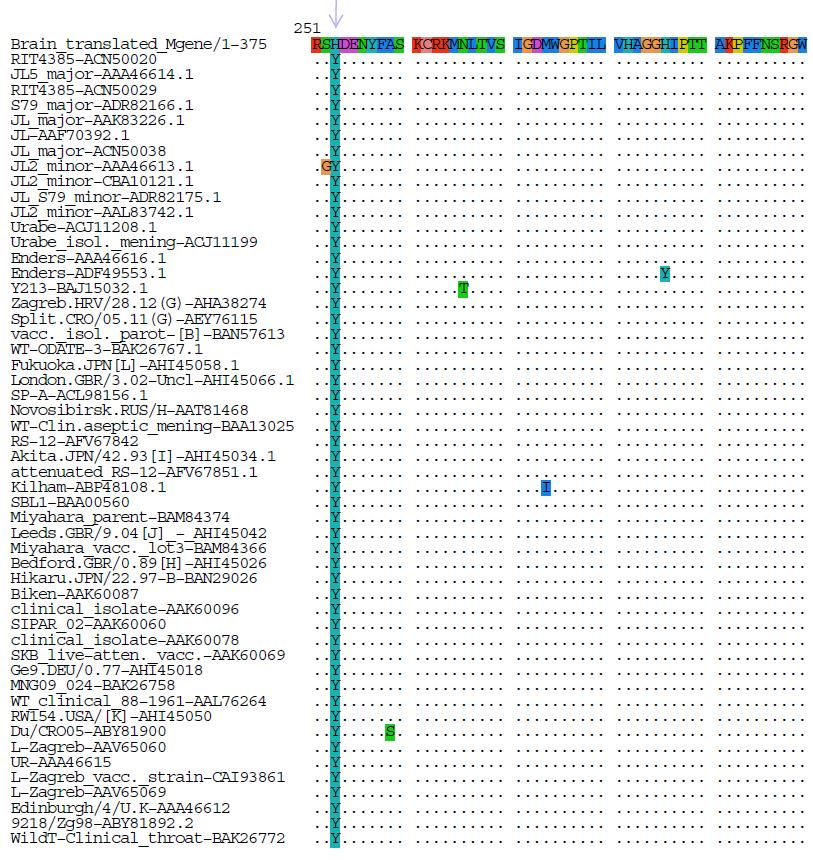 251
Brain_translated_Mgene/1-375 RSHDENYFAS KCRKMNLTVS IGDMWGPTIL VHAGGHIPTT AKPFFNSRGW
RIT4385-ACN50020 ..Y....... .......... .......... .......... ..........
JL5_major-AAA46614.1 ..Y....... .......... .......... .......... ..........
RIT4385-ACN50029 ..Y....... .......... .......... .......... ..........
S79_major-ADR82166.1 ..Y....... .......... .......... .......... ..........
JL_major-AAK83226.1 ..Y....... .......... .......... .......... ..........
JL-AAF70392.1 ..Y....... .......... .......... .......... ..........
JL_major-ACN50038 ..Y....... .......... .......... .......... ..........
JL2_minor-AAA46613.1 .GY....... .......... .......... .......... ..........
JL2_minor-CBA10121.1 ..Y....... .......... .......... .......... ..........
JL_S79_minor-ADR82175.1 ..Y....... .......... .......... .......... ..........
JL2_minor-AAL83742.1 ..Y....... .......... .......... .......... ..........
Urabe-ACJ11208.1 ..Y....... .......... .......... .......... ..........
Urabe_isol._mening-ACJ11199 ..Y....... .......... .......... .......... ..........
Enders-AAA46616.1 ..Y....... .......... .......... .......... ..........
Enders-ADF49553.1 ..Y....... .......... .......... .....Y.... ..........
Y213-BAJ15032.1 ..Y....... .....T.... .......... .......... ..........
Zagreb.HRV/28.12(G)-AHA38274 ..Y....... .......... .......... .......... ..........
Split.CRO/05.11(G)-AEY76115 ..Y....... .......... .......... .......... ..........
vacc._isol._parot-[B]-BAN57613 ..Y....... .......... .......... .......... ..........
WT-ODATE-3-BAK26767.1 ..Y....... .......... .......... .......... ..........
Fukuoka.JPN[L]-AHI45058.1 ..Y....... .......... .......... .......... ..........
London.GBR/3.02-Uncl-AHI45066.1 ..Y....... .......... .......... .......... ..........
SP-A-ACL98156.1 ..Y....... .......... .......... .......... ..........
Novosibirsk.RUS/H-AAT81468 ..Y....... .......... .......... .......... ..........
WT-Clin.aseptic_mening-BAA13025 ..Y....... .......... .......... .......... ..........
RS-12-AFV67842 ..Y....... .......... .......... .......... ..........
Akita.JPN/42.93[I]-AHI45034.1 ..Y....... .......... .......... .......... ..........
attenuated_RS-12-AFV67851.1 ..Y....... .......... .......... .......... ..........
Kilham-ABP48108.1 ..Y....... .......... ...I...... .......... ..........
SBL1-BAA00560 ..Y....... .......... .......... .......... ..........
Miyahara_parent-BAM84374 ..Y....... .......... .......... .......... ..........
Leeds.GBR/9.04[J]_-_AHI45042 ..Y....... .......... .......... .......... ..........
Miyahara_vacc._lot3-BAM84366 ..Y....... .......... .......... .......... ..........
Bedford.GBR/0.89[H]-AHI45026 ..Y....... .......... .......... .......... ..........
Hikaru.JPN/22.97-B-BAN29026 ..Y....... .......... .......... .......... ..........
Biken-AAK60087 ..Y....... .......... .......... .......... ..........
clinical_isolate-AAK60096 ..Y....... .......... .......... .......... ..........
SIPAR_02-AAK60060 ..Y....... .......... .......... .......... ..........
clinical_isolate-AAK60078 ..Y....... .......... .......... .......... ..........
SKB_live-atten._vacc.-AAK60069 ..Y....... .......... .......... .......... ..........
Ge9.DEU/0.77-AHI45018 ..Y....... .......... .......... .......... ..........
MNG09_024-BAK26758 ..Y....... .......... .......... .......... ..........
WT_clinical_88-1961-AAL76264 ..Y....... .......... .......... .......... ..........
RW154.USA/[K]-AHI45050 ..Y....... .......... .......... .......... ..........
Du/CRO05-ABY81900 ..Y.....S. .......... .......... .......... ..........
L-Zagreb-AAV65060 ..Y....... .......... .......... .......... ..........
UR-AAA46615 ..Y....... .......... .......... .......... ..........
L-Zagreb_vacc._strain-CAI93861 ..Y....... .......... .......... .......... ..........
L-Zagreb-AAV65069 ..Y....... .......... .......... .......... ..........
Edinburgh/4/U.K-AAA46612 ..Y....... .......... .......... .......... ..........
9218/Zg98-ABY81892.2 ..Y....... .......... .......... .......... ..........
WildT-Clinical_throat-BAK26772 ..Y....... .......... .......... .......... ..........